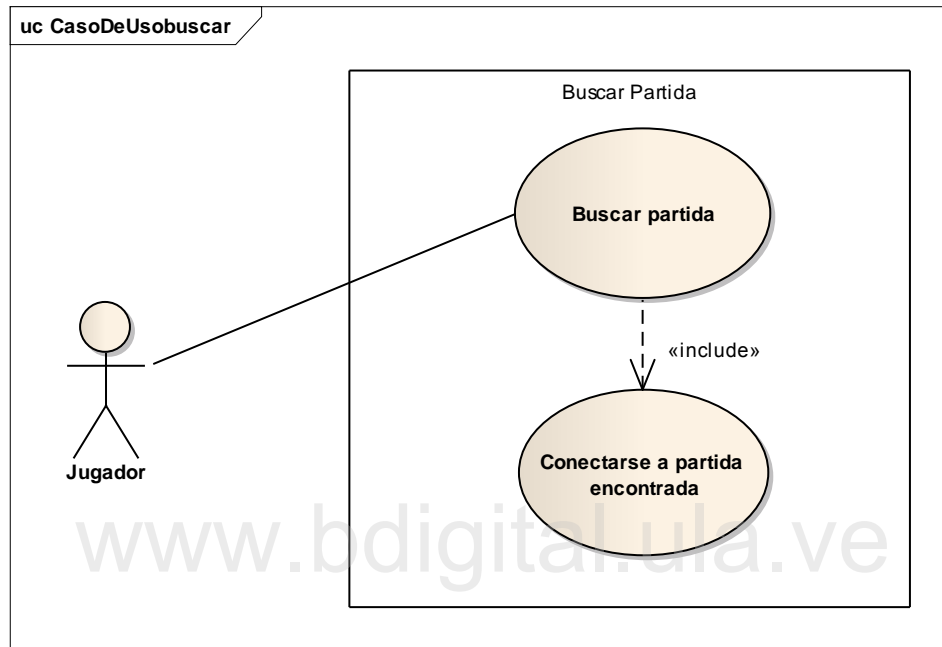 uc CasoDeUsobuscar
Buscar Partida
Buscar partida
«include»
Jugador
Conectarse a partida
encontrada
www.bdigital.ula.ve